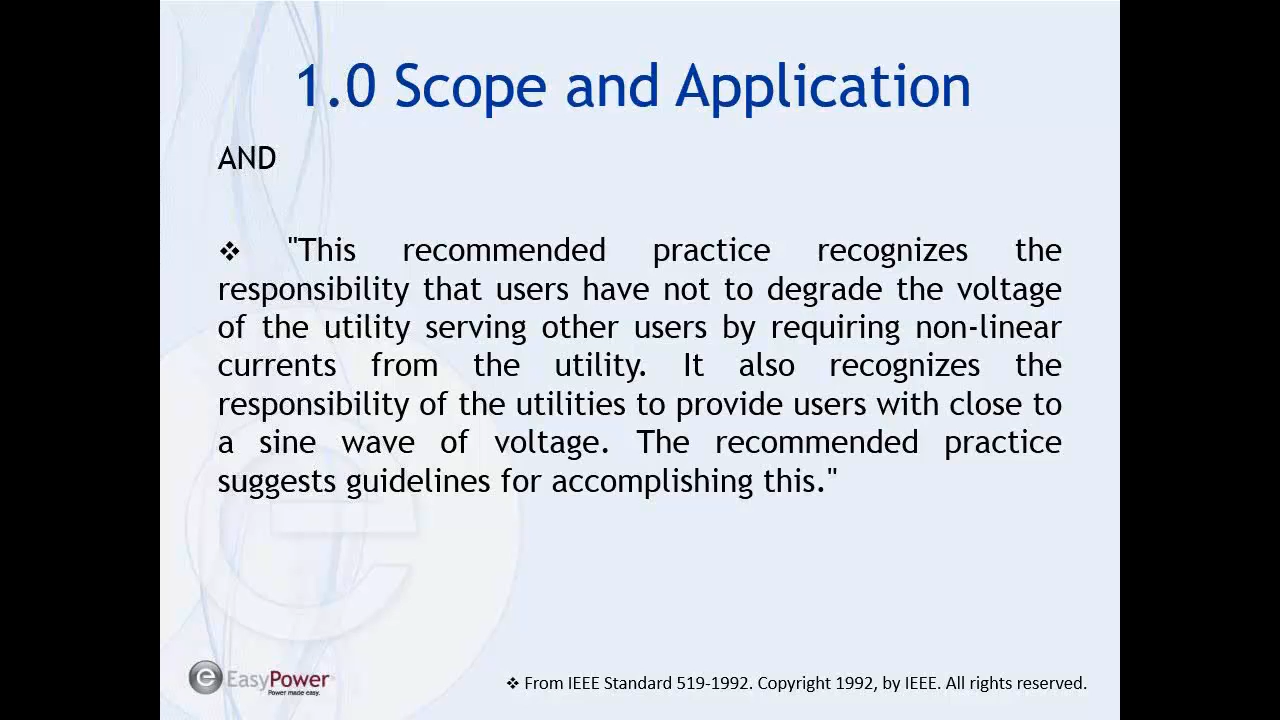 1.0 Scope and Application
AND
❖ "This recommended practice recognizes the
responsibility that users have not to degrade the voltage
of the utility serving other users by requiring non-linear
currents from the utility. It also recognizes the
responsibility of the utilities to provide users with close to
a sine wave of voltage. The recommended practice
suggests guidelines for accomplishing this."
e EasyPower
Power made easy.
❖ From IEEE Standard 519-1992. Copyright 1992, by IEEE. All rights reserved.